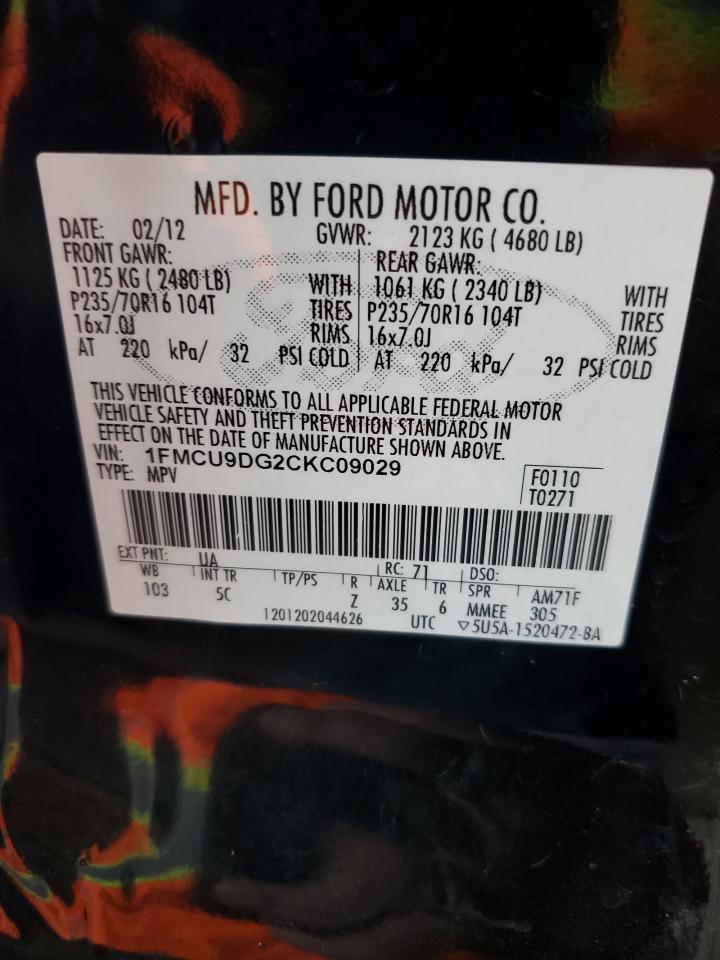 MFD. BY FORD MOTOR CO.
DATE: 02/12 GVWR: 2123 KG ( 4680 LB)
FRONT GAWR: REAR GAWR:
1125 KG ( 2480 LB) WITH 1061 KG ( 2340 LB) WITH
P235/70R16 104T TIRES P235/70R16 104T TIRES
16x7.0J RIMS 16x7.0J RIMS
AT 220 kPa/ 32 PSI COLD AT 220 kPa/ 32 PSI COLD
THIS VEHICLE CONFORMS TO ALL APPLICABLE FEDERAL MOTOR
VEHICLE SAFETY AND THEFT PREVENTION STANDARDS IN
EFFECT ON THE DATE OF MANUFACTURE SHOWN ABOVE.
VIN: 1FMCU9DG2CKC09029
TYPE: MPV
F0110
T0271
EXT PNT: UA RC: 71 DSO:
WB INT TR TP/PS R AXLE TR SPR AM71F
103 5C Z 35 6 MMEE 305
1201202044626 UTC ▽5U5A-1520472-BA
Ford